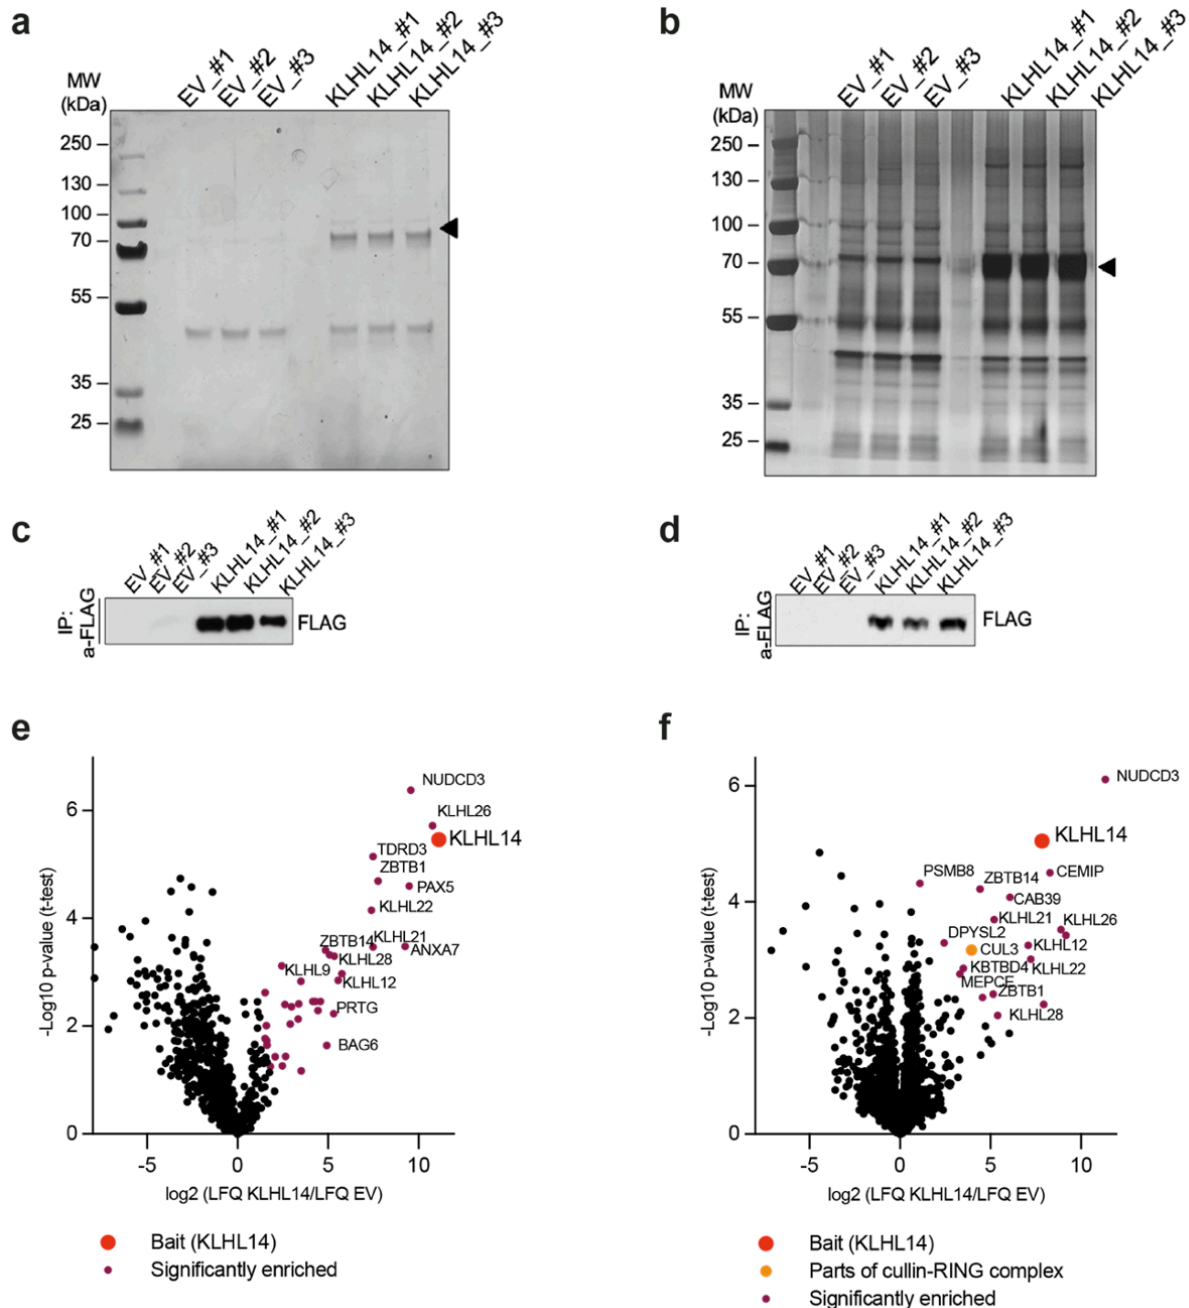 a
MW
(kDa)
EV_#1
EV_#2
EV_#3
KLHL14_#1
KLHL14_#2
KLHL14_#3
250
130
100
70
55
35
25
b
MW
(kDa)
EV_#1
EV_#2
EV_#3
KLHL14_#1
KLHL14_#2
KLHL14_#3
250
130
100
70
55
35
25
c
EV_#1
EV_#2
EV_#3
KLHL14_#1
KLHL14_#2
KLHL14_#3
IP:
a-FLAG
FLAG
d
EV_#1
EV_#2
EV_#3
KLHL14_#1
KLHL14_#2
KLHL14_#3
IP:
a-FLAG
FLAG
e
-Log10 p-value (t-test)
6
4
2
0
NUDCD3
KLHL26
KLHL14
TDRD3
ZBTB1
PAX5
KLHL22
KLHL21
ZBTB14
ANXA7
KLHL28
KLHL9
KLHL12
PRTG
BAG6
-5
0
5
10
log2 (LFQ KLHL14/LFQ EV)
Bait (KLHL14)
Significantly enriched
f
-Log10 p-value (t-test)
6
4
2
0
NUDCD3
KLHL14
PSMB8
ZBTB14
CEMIP
CAB39
KLHL21
KLHL26
DPYSL2
CUL3
KLHL12
KBTBD4
KLHL22
MEPCE
ZBTB1
KLHL28
-5
0
5
10
log2 (LFQ KLHL14/LFQ EV)
Bait (KLHL14)
Parts of cullin-RING complex
Significantly enriched